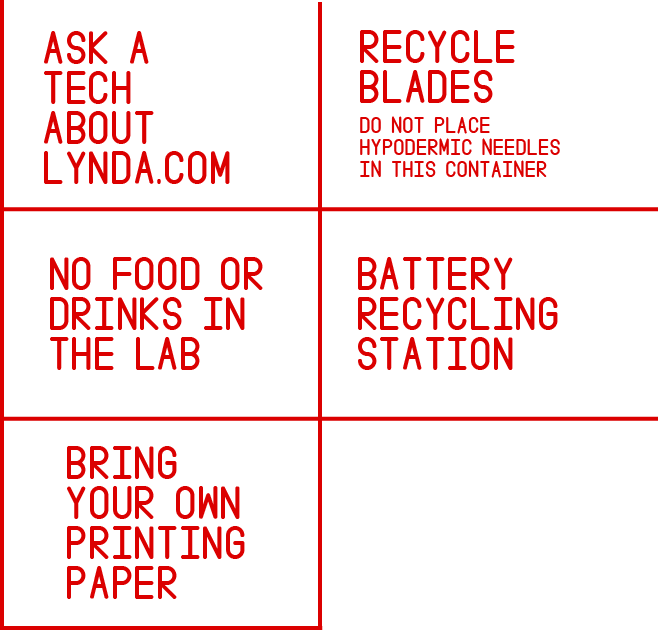 ASK A
TECH
ABOUT
LYNDA.COM
RECYCLE
BLADES
DO NOT PLACE
HYPODERMIC NEEDLES
IN THIS CONTAINER
NO FOOD OR
DRINKS IN
THE LAB
BATTERY
RECYCLING
STATION
BRING
YOUR OWN
PRINTING
PAPER